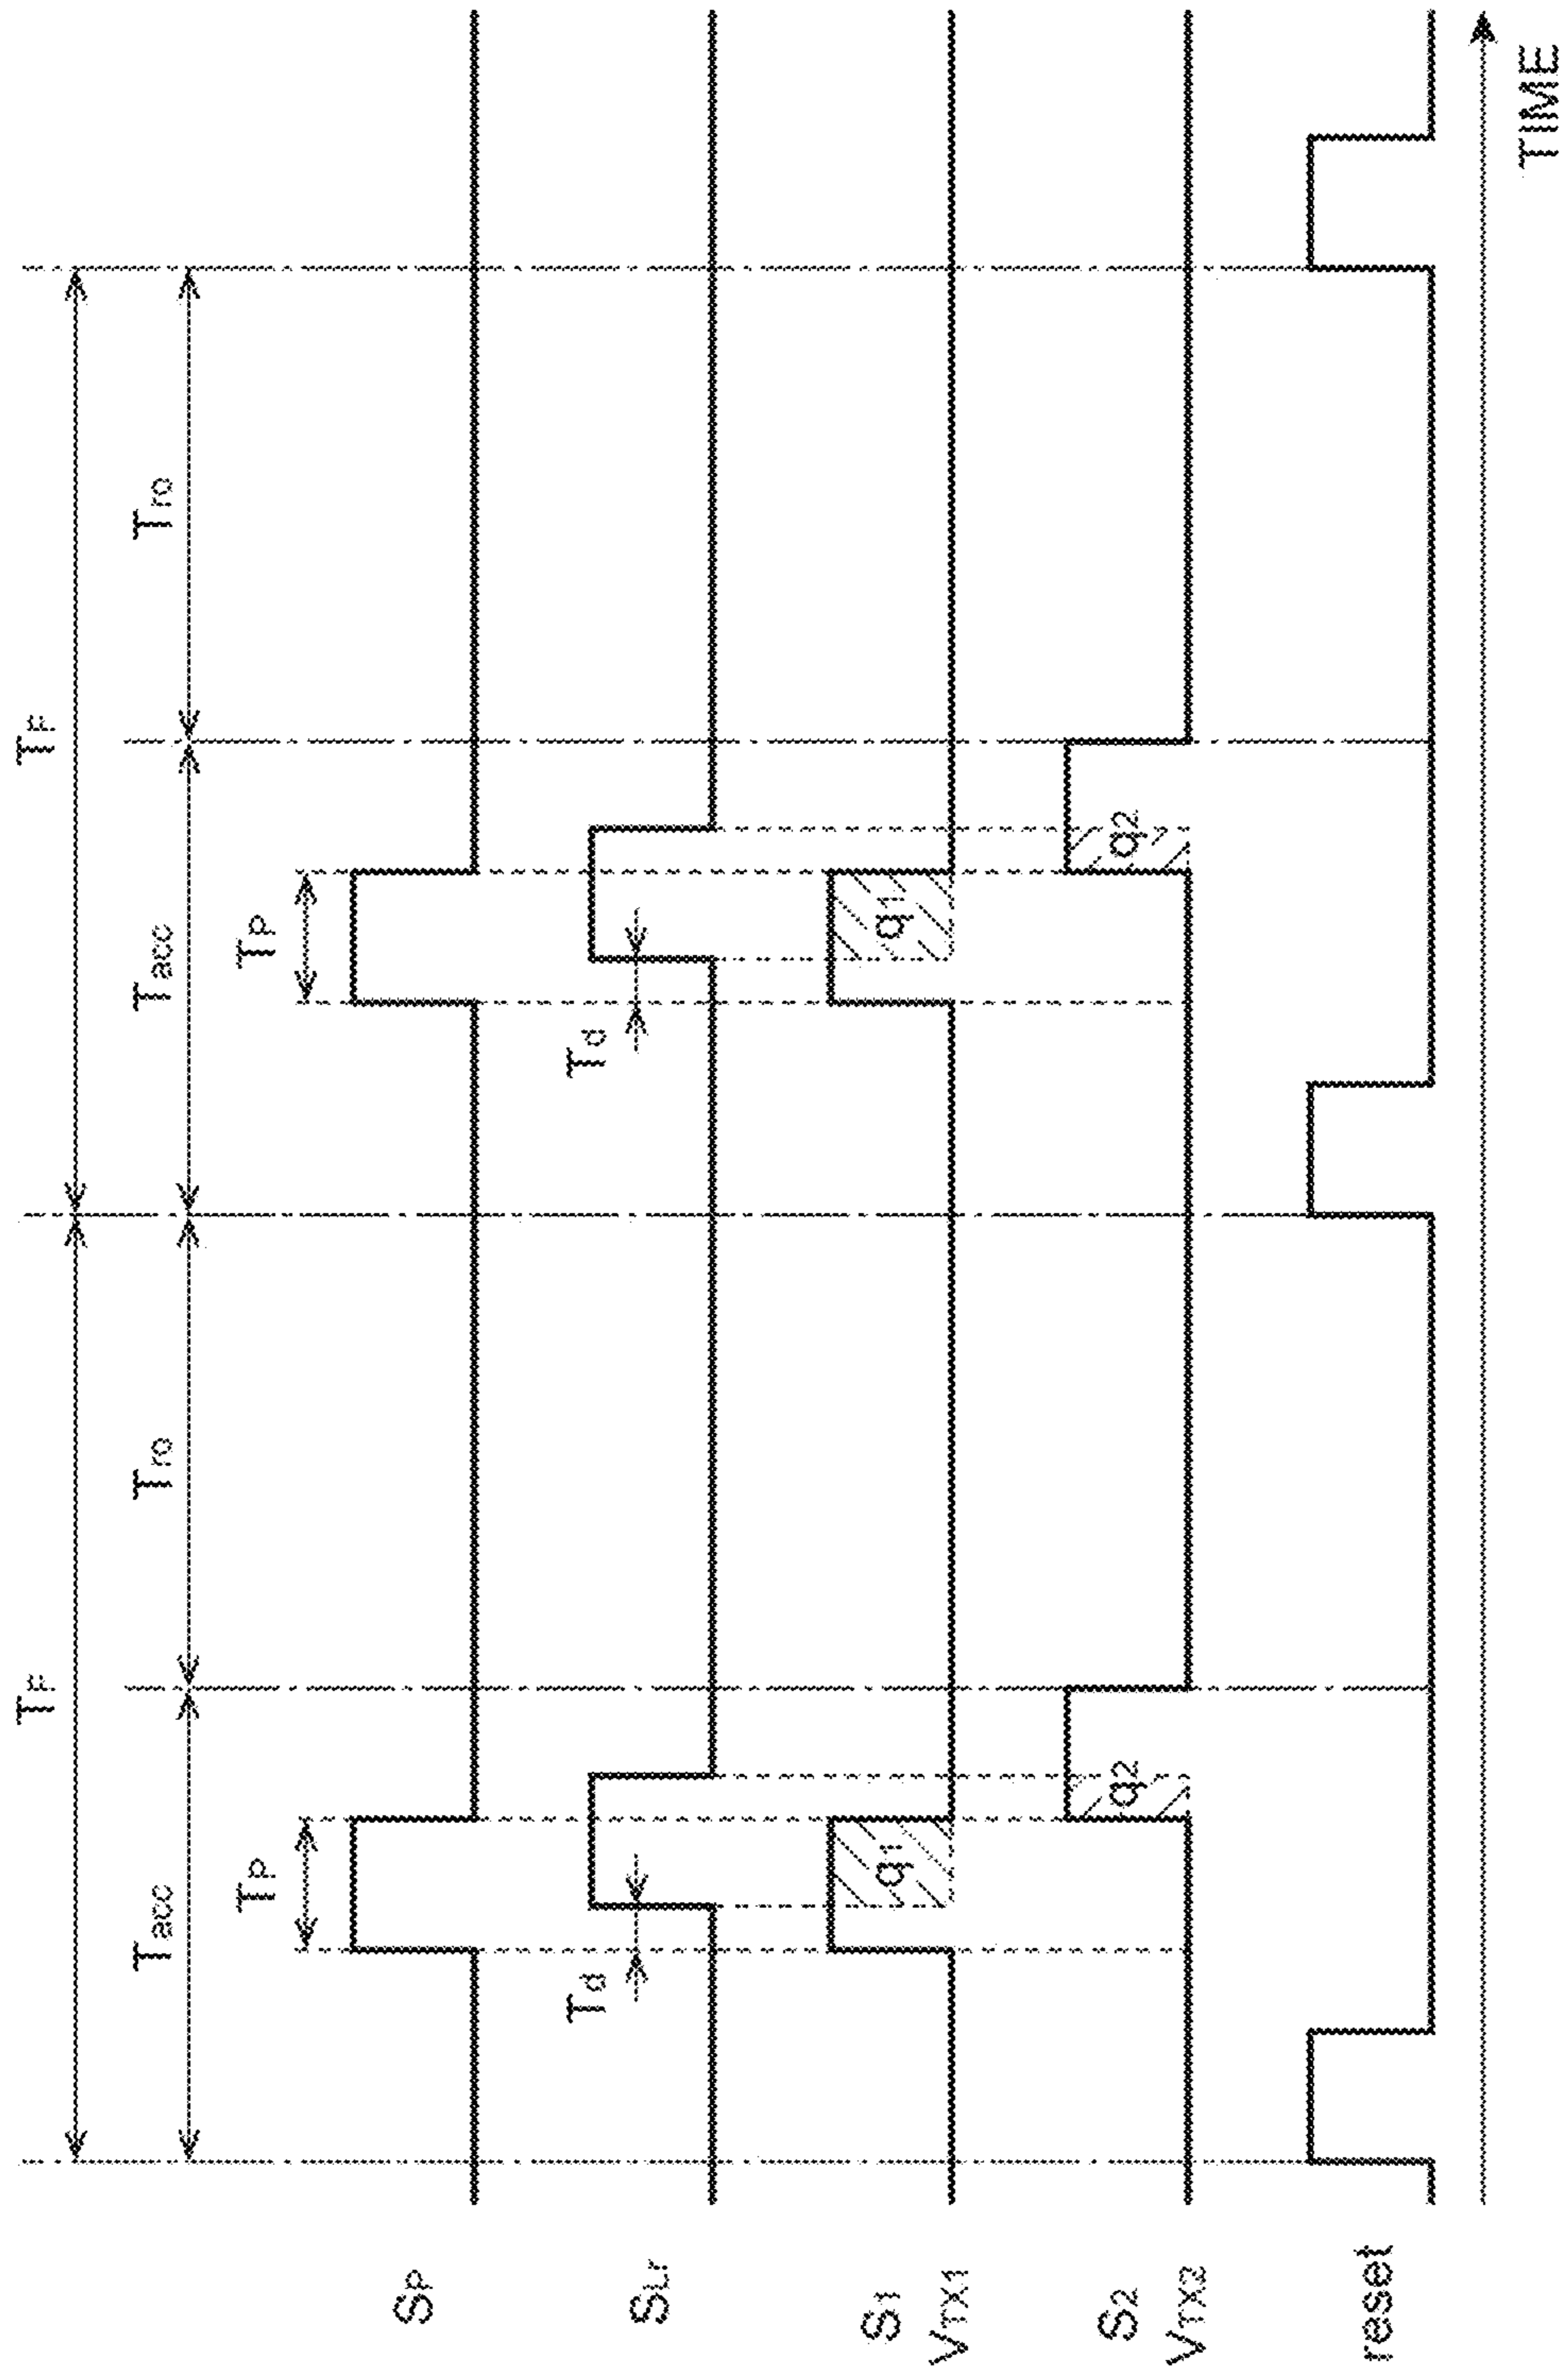 TF
TF
Tacc
Tro
Tacc
Tro
TP
TP
SP
Td
Td
SLr
S1
VTX1
q1
q1
S2
VTX2
q2
q2
reset
TIME